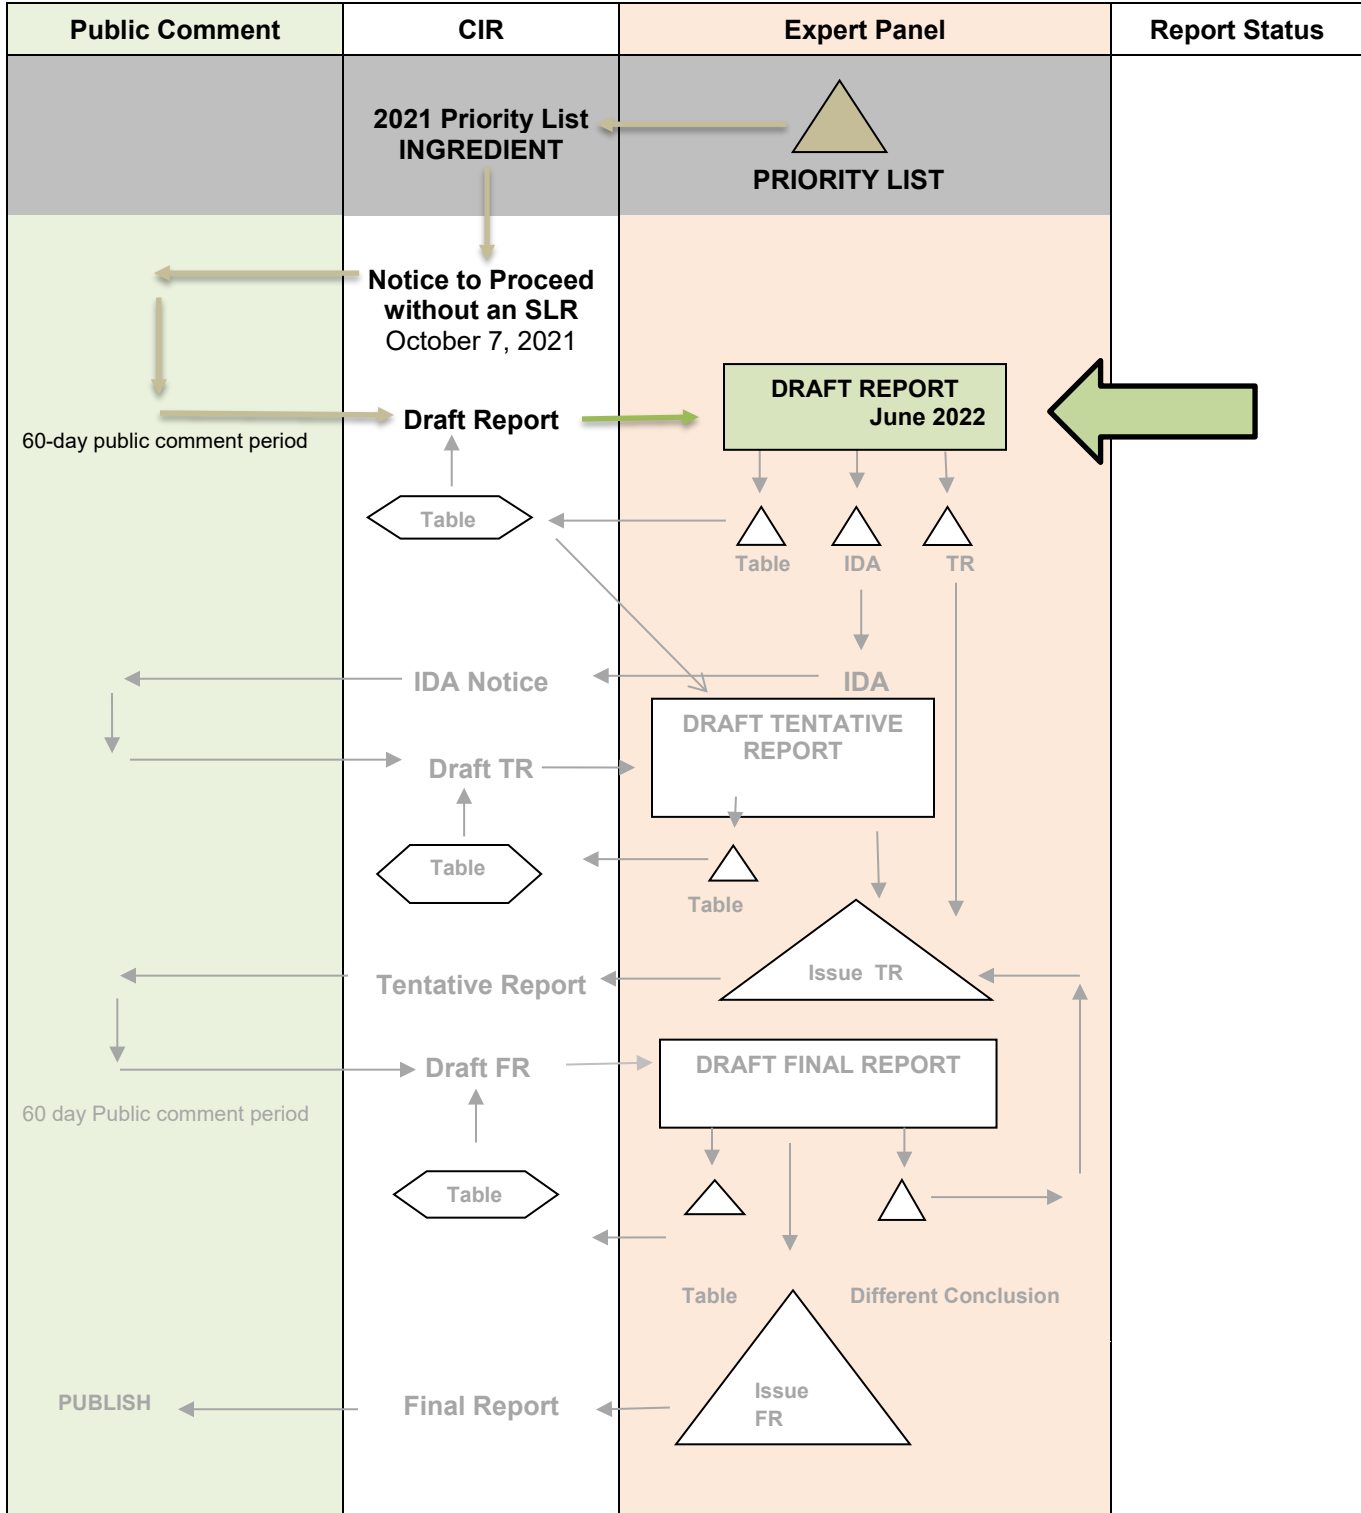 Public Comment
CIR
Expert Panel
Report Status
2021 Priority List
INGREDIENT
PRIORITY LIST
Notice to Proceed
without an SLR
October 7, 2021
DRAFT REPORT
June 2022
Draft Report
60-day public comment period
Table
Table
IDA
TR
IDA Notice
IDA
DRAFT TENTATIVE
REPORT
Draft TR
Table
Table
Issue TR
Tentative Report
Draft FR
DRAFT FINAL REPORT
60 day Public comment period
Table
Table
Different Conclusion
Issue
FR
Final Report
PUBLISH